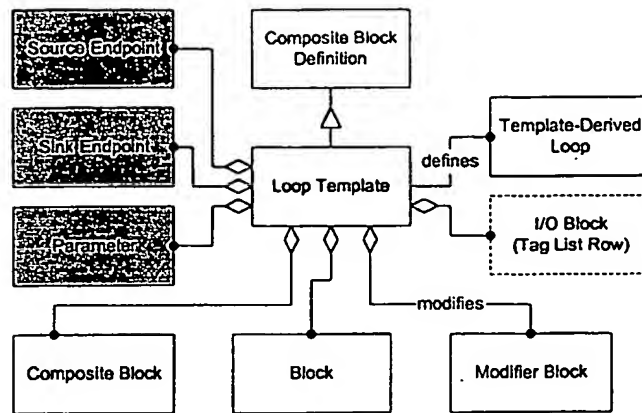 Source Endpoint
Composite Block
Definition
Sink Endpoint
Template-Derived
Loop
defines
Loop Template
Parameter
I/O Block
(Tag List Row)
modifies
Composite Block
Block
Modifier Block